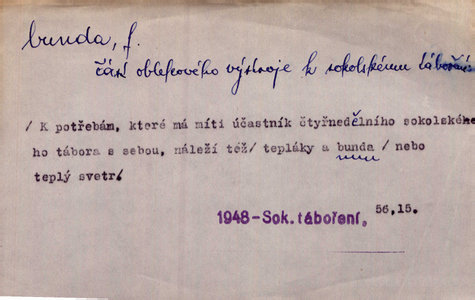 bunda, f.
část oblekového výstroje k sokolskému táboření
/ K potřebám, které má míti účastník čtyřnedělního sokolskéhe
ho tábora s sebou, náleží též/ tepláky a bunda / nebo
teplý svetr/
1948-Sok. táboření, 56,15.